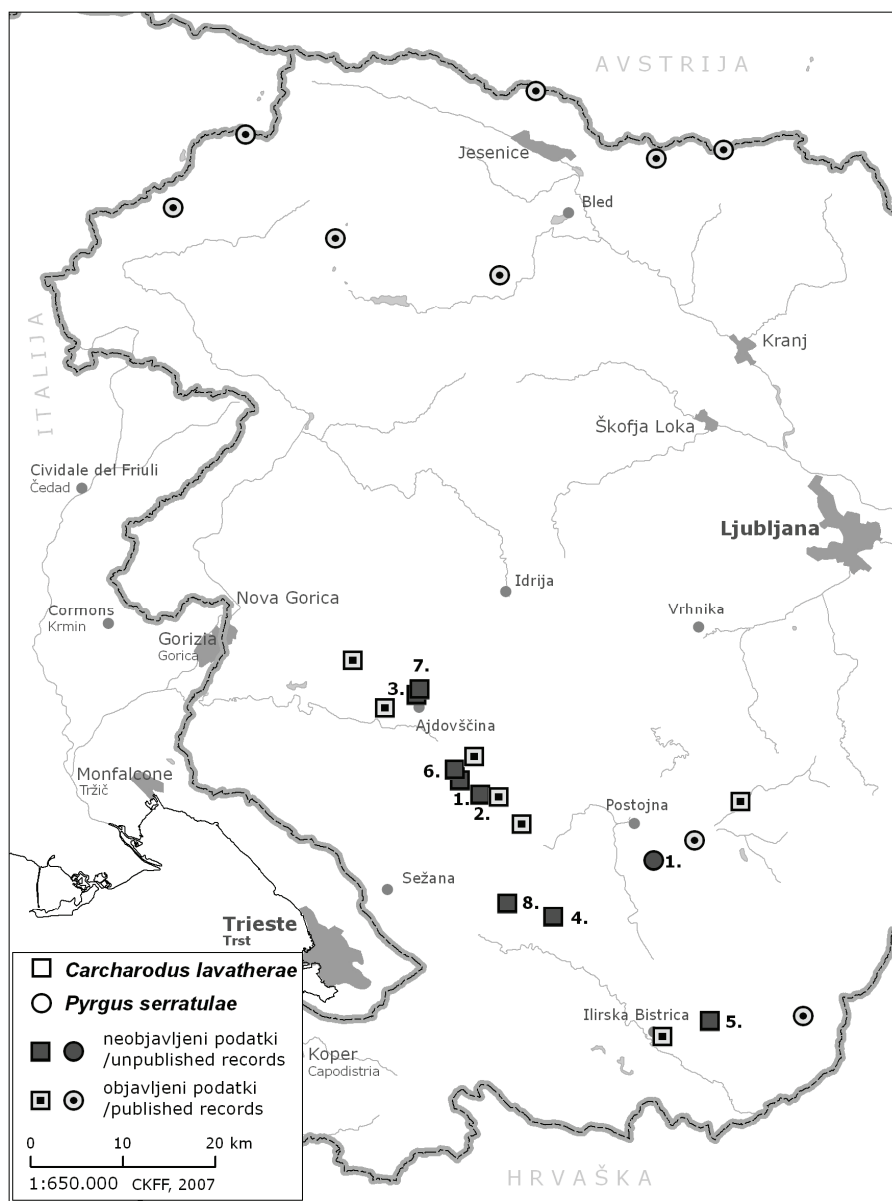 AVSTRIJA
Jesenice
Bled
ITALIJA
Kranj
Škofja Loka
Cividale del Friuli
Čedad
Ljubljana
Idrija
Nova Gorica
Cormons
Krmin
Vrhnika
Gorizia
Gorica
7.
3.
Ajdovščina
6.
Monfalcone
Tržič
1.
2.
Postojna
1.
Sežana
8.
4.
Trieste
Trst
Carcharodus lavatherae
Pyrgus serratulae
Ilirska Bistrica
5.
neobjavljeni podatki
/unpublished records
Koper
Capodistria
objavljeni podatki
/published records
0 10 20 km
1:650.000 CKFF, 2007
HRVAŠKA